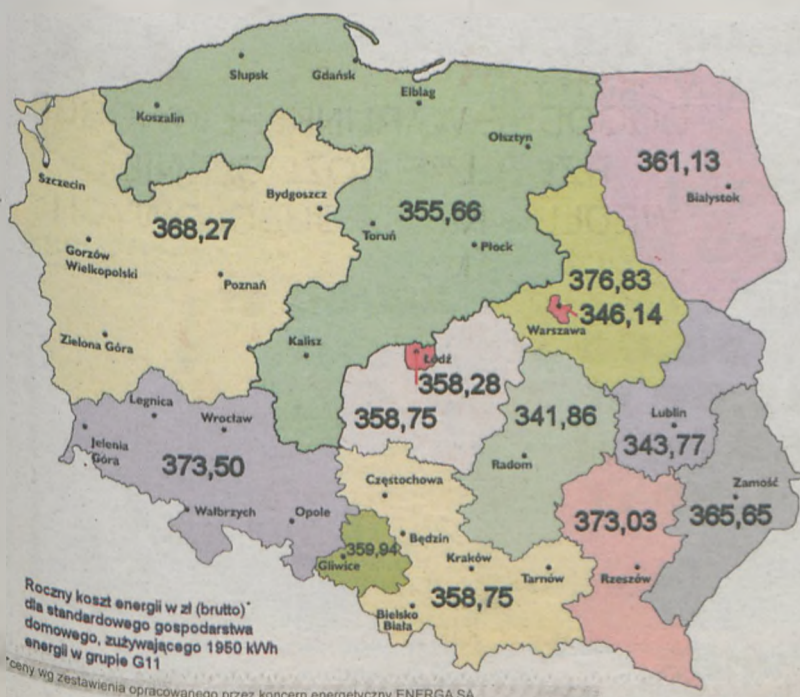 Słupsk
Gdańsk
Elbląg
Koszalin
Olsztyn
361,13
Szczecin
Białystok
Bydgoszcz
355,66
368,27
Toruń
Płock
Gorzów
Wielkopolski
376,83
Poznań
346,14
Warszawa
Zielona Góra
Kalisz
Łódź
358,28
Legnica
358,75
341,86
Wrocław
Lublin
343,77
Jelenia
Góra
373,50
Radom
Częstochowa
Zamość
Wałbrzych
Opole
373,03
365,65
Będzin
359,94
Gliwice
Kraków
Tarnów
Rzeszów
358,75
Bielsko
Biała
Roczny koszt energii w zł (brutto)*
dla standardowego gospodarstwa
domowego, zużywającego 1950 kWh
energii w grupie G11
*ceny wg zestawienia opracowanego przez koncern energetyczny ENERGA SA